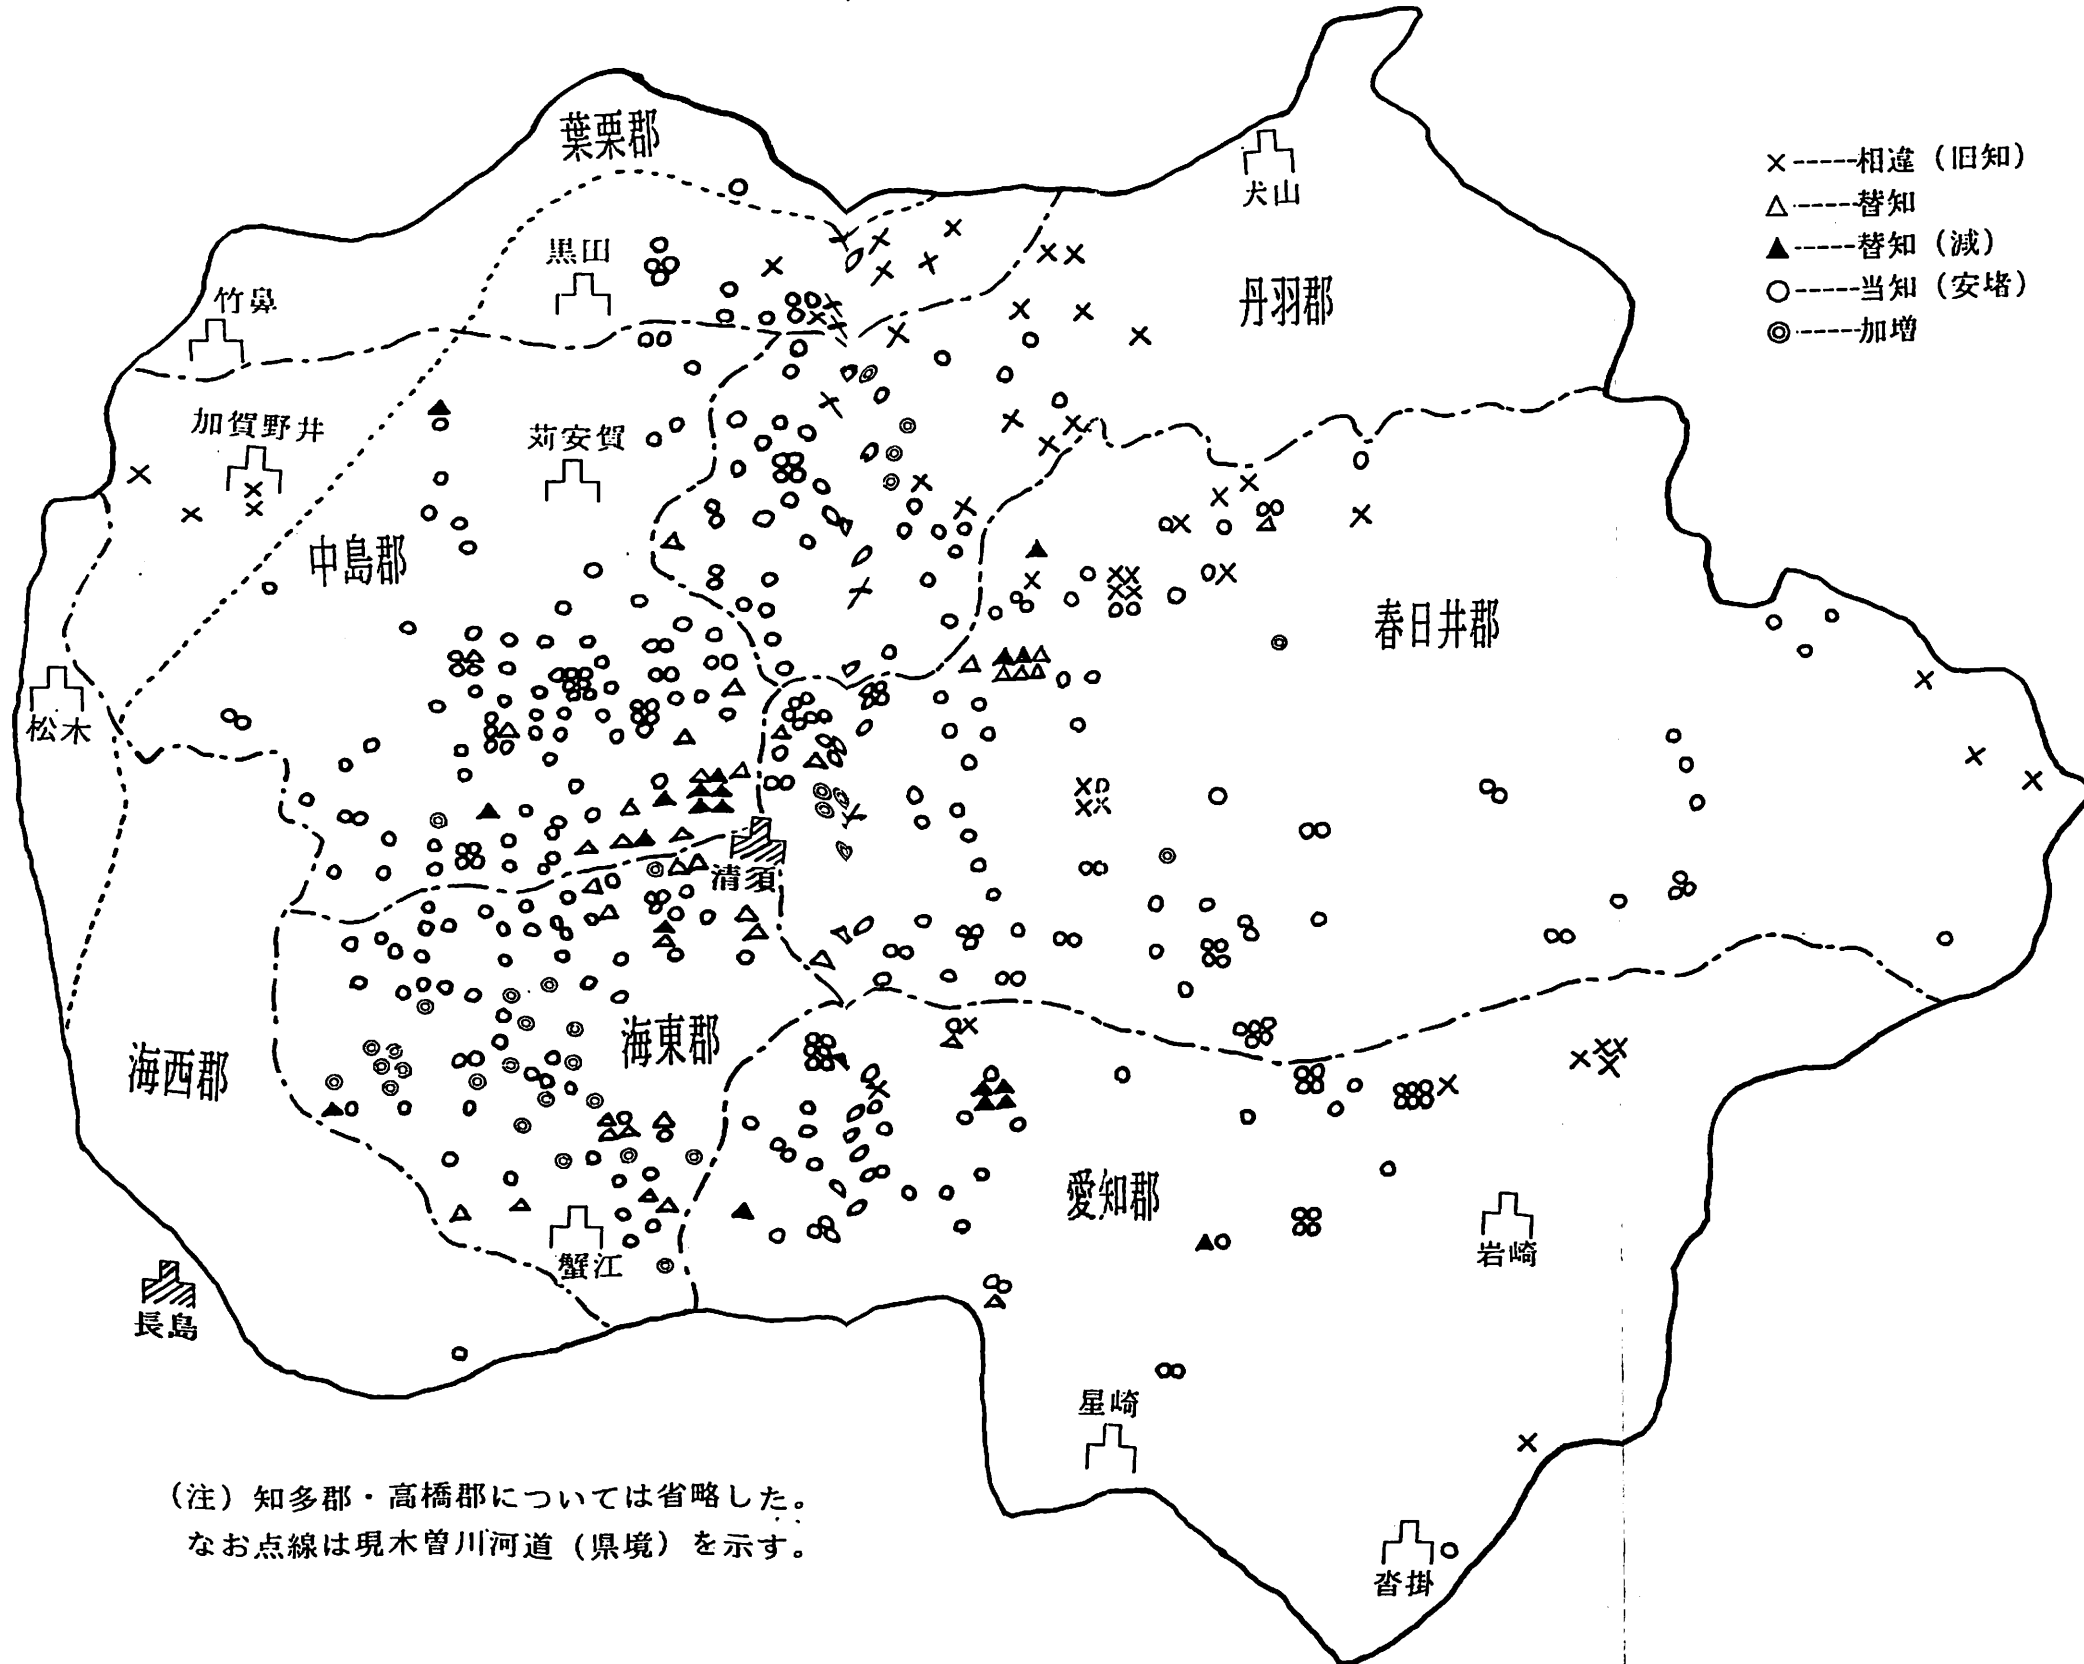 葉栗郡
犬山
×-----相違（旧知）
△-----替知
▲-----替知（減）
○-----当知（安堵）
◎-----加増
黒田
竹鼻
丹羽郡
加賀野井
苅安賀
中島郡
春日井郡
松木
清須
海東郡
海西郡
愛知郡
岩崎
蟹江
長島
星崎
沓掛
（注）知多郡・高橋郡については省略した。
なお点線は現木曽川河道（県境）を示す。